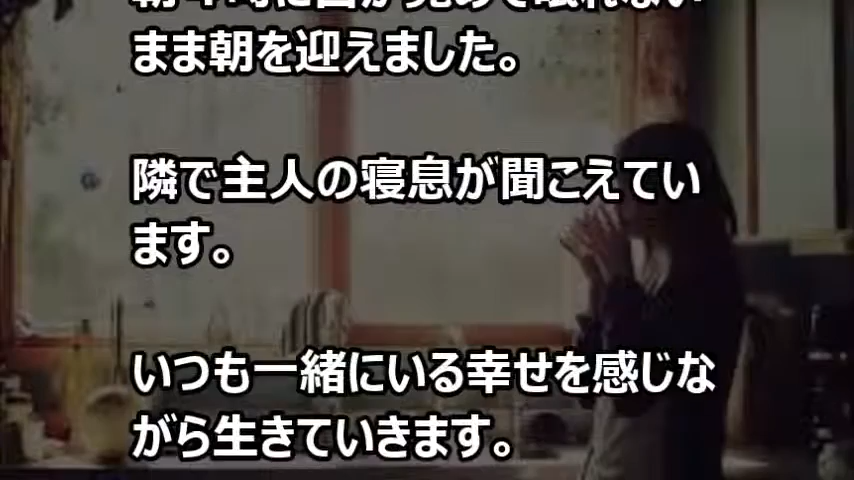 まま朝を迎えました。
隣で主人の寝息が聞こえてい
ます。
いつも一緒にいる幸せを感じな
がら生きていきます。